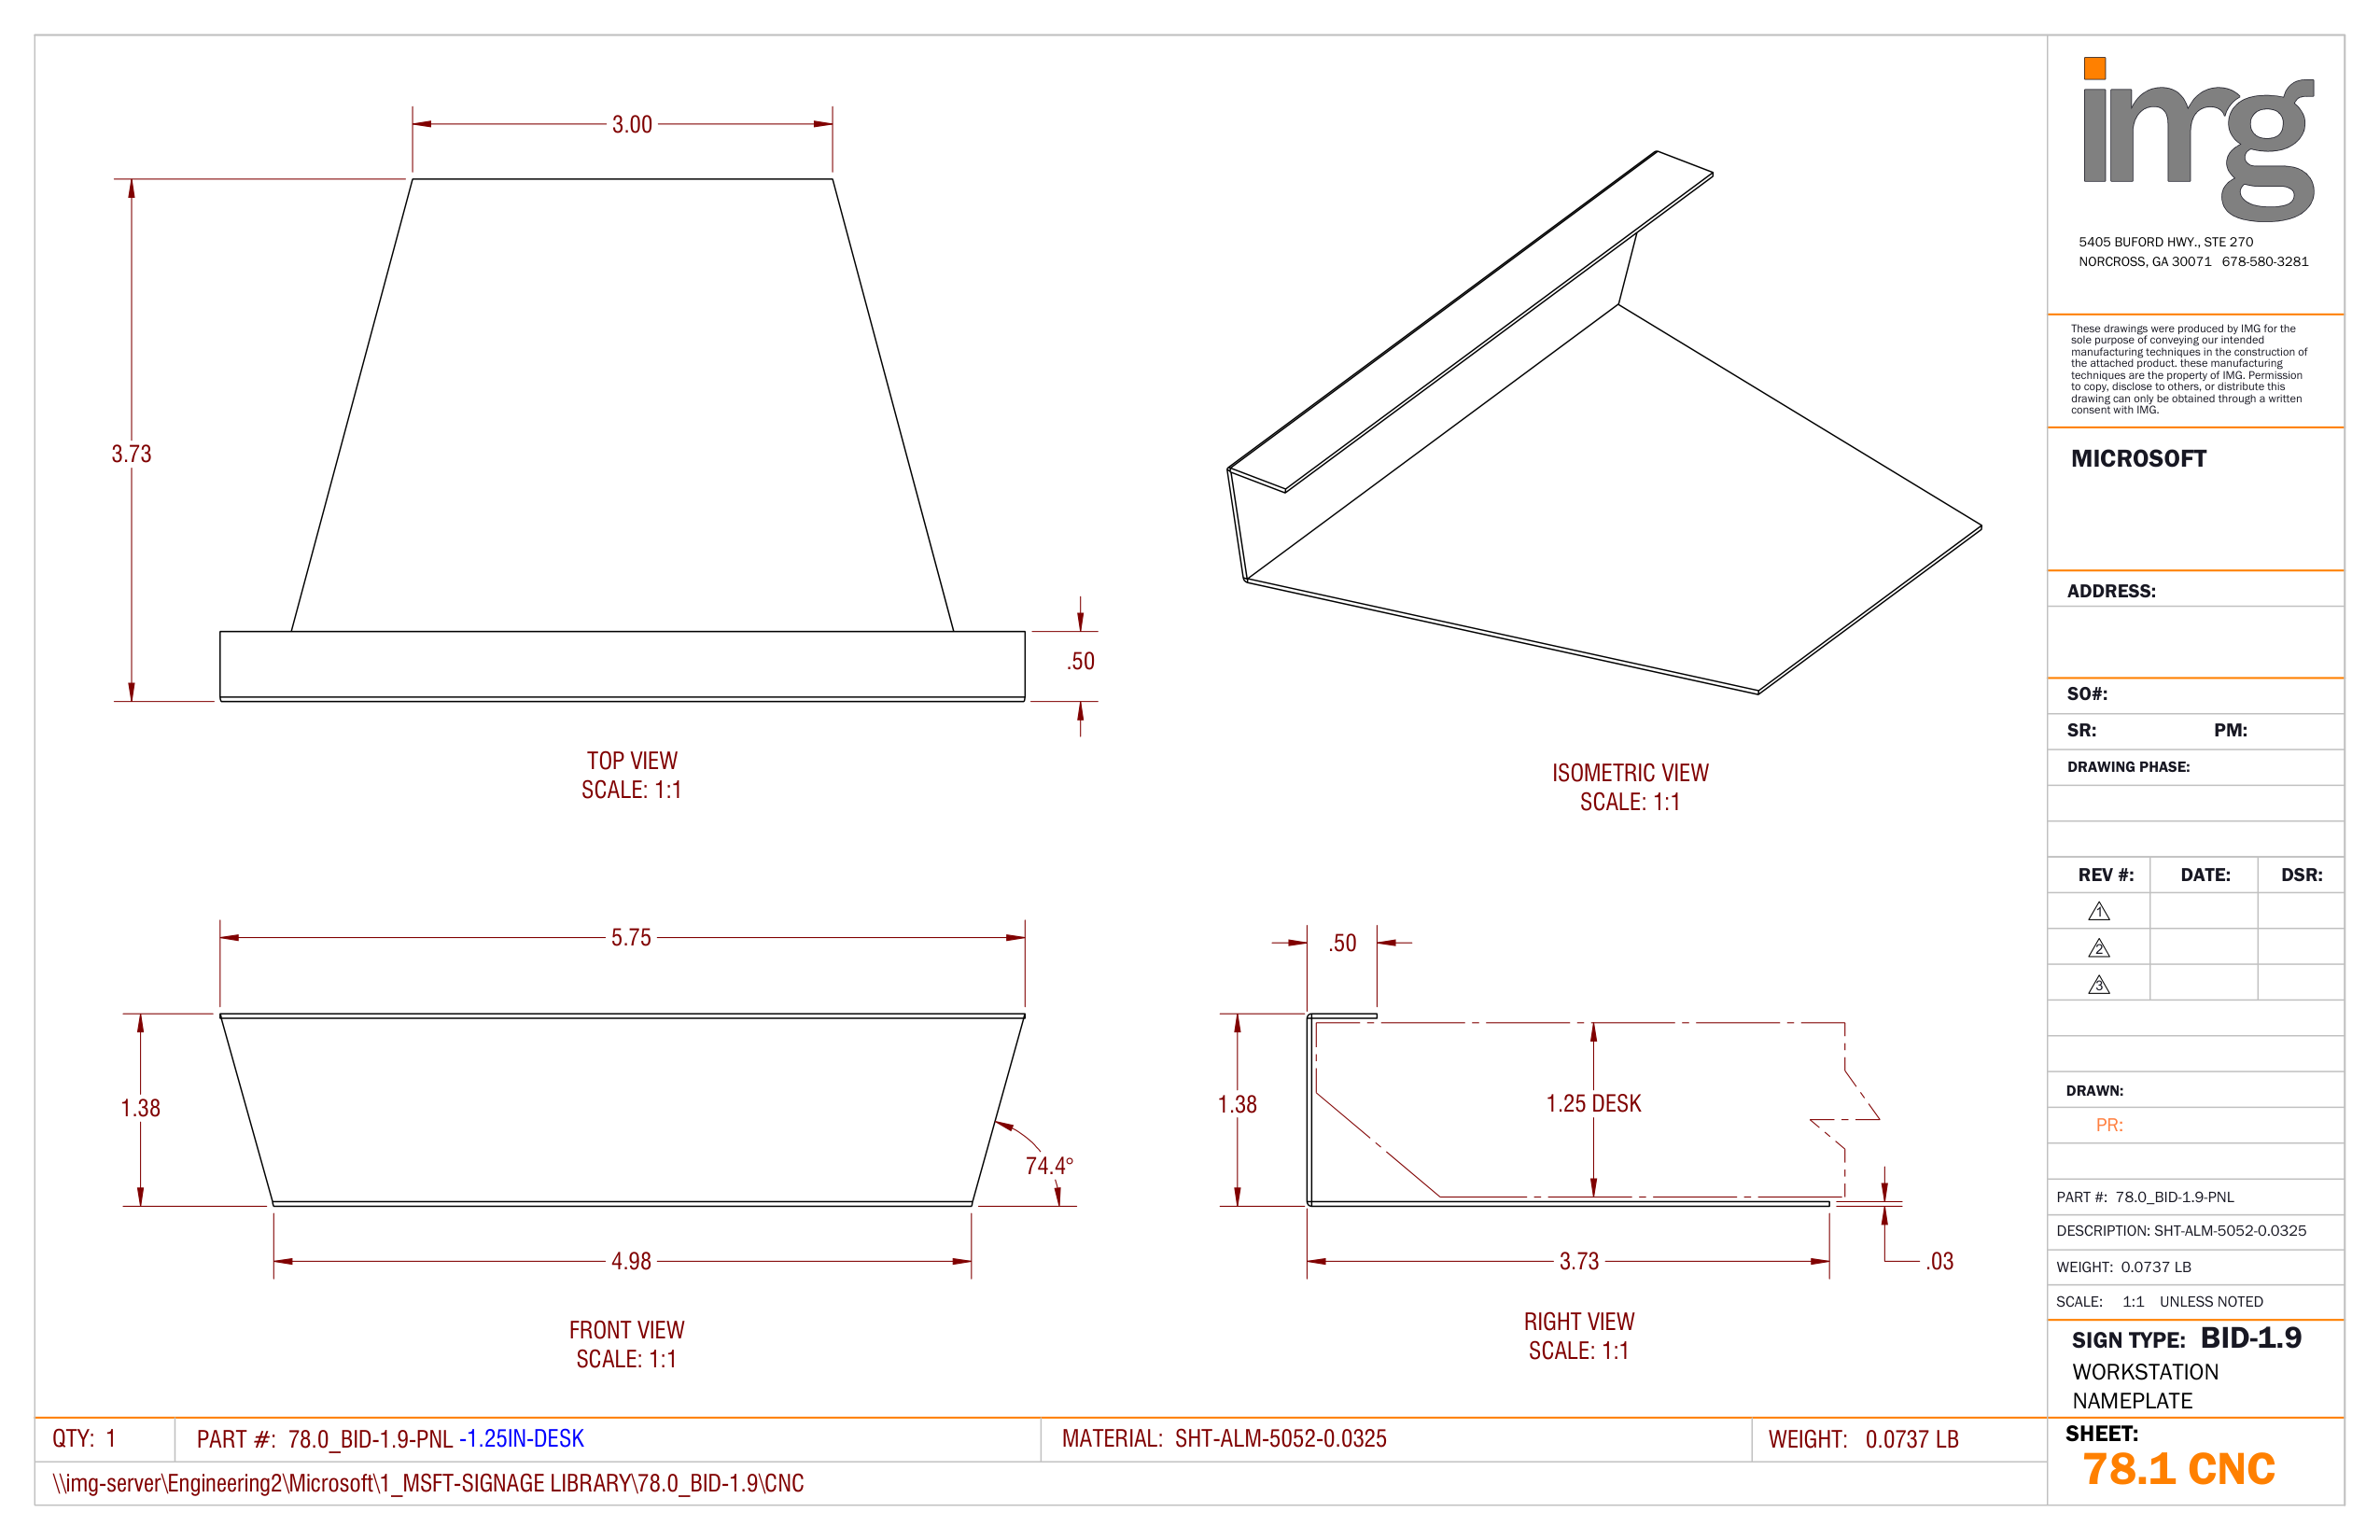 3.00
3.73
.50
TOP VIEW
SCALE: 1:1
ISOMETRIC VIEW
SCALE: 1:1
5.75
1.38
74.4°
4.98
FRONT VIEW
SCALE: 1:1
.50
1.38
1.25 DESK
3.73
.03
RIGHT VIEW
SCALE: 1:1
QTY: 1
PART #: 78.0_BID-1.9-PNL -1.25IN-DESK
MATERIAL: SHT-ALM-5052-0.0325
WEIGHT: 0.0737 LB
\\img-server\Engineering2\Microsoft\1_MSFT-SIGNAGE LIBRARY\78.0_BID-1.9\CNC
img
5405 BUFORD HWY., STE 270
NORCROSS, GA 30071 678-580-3281
These drawings were produced by IMG for the
sole purpose of conveying our intended
manufacturing techniques in the construction of
the attached product. these manufacturing
techniques are the property of IMG. Permission
to copy, disclose to others, or distribute this
drawing can only be obtained through a written
consent with IMG.
MICROSOFT
ADDRESS:
SO#:
SR: PM:
DRAWING PHASE:
REV #: DATE: DSR:
1
2
3
DRAWN:
PR:
PART #: 78.0_BID-1.9-PNL
DESCRIPTION: SHT-ALM-5052-0.0325
WEIGHT: 0.0737 LB
SCALE: 1:1 UNLESS NOTED
SIGN TYPE: BID-1.9
WORKSTATION
NAMEPLATE
SHEET:
78.1 CNC